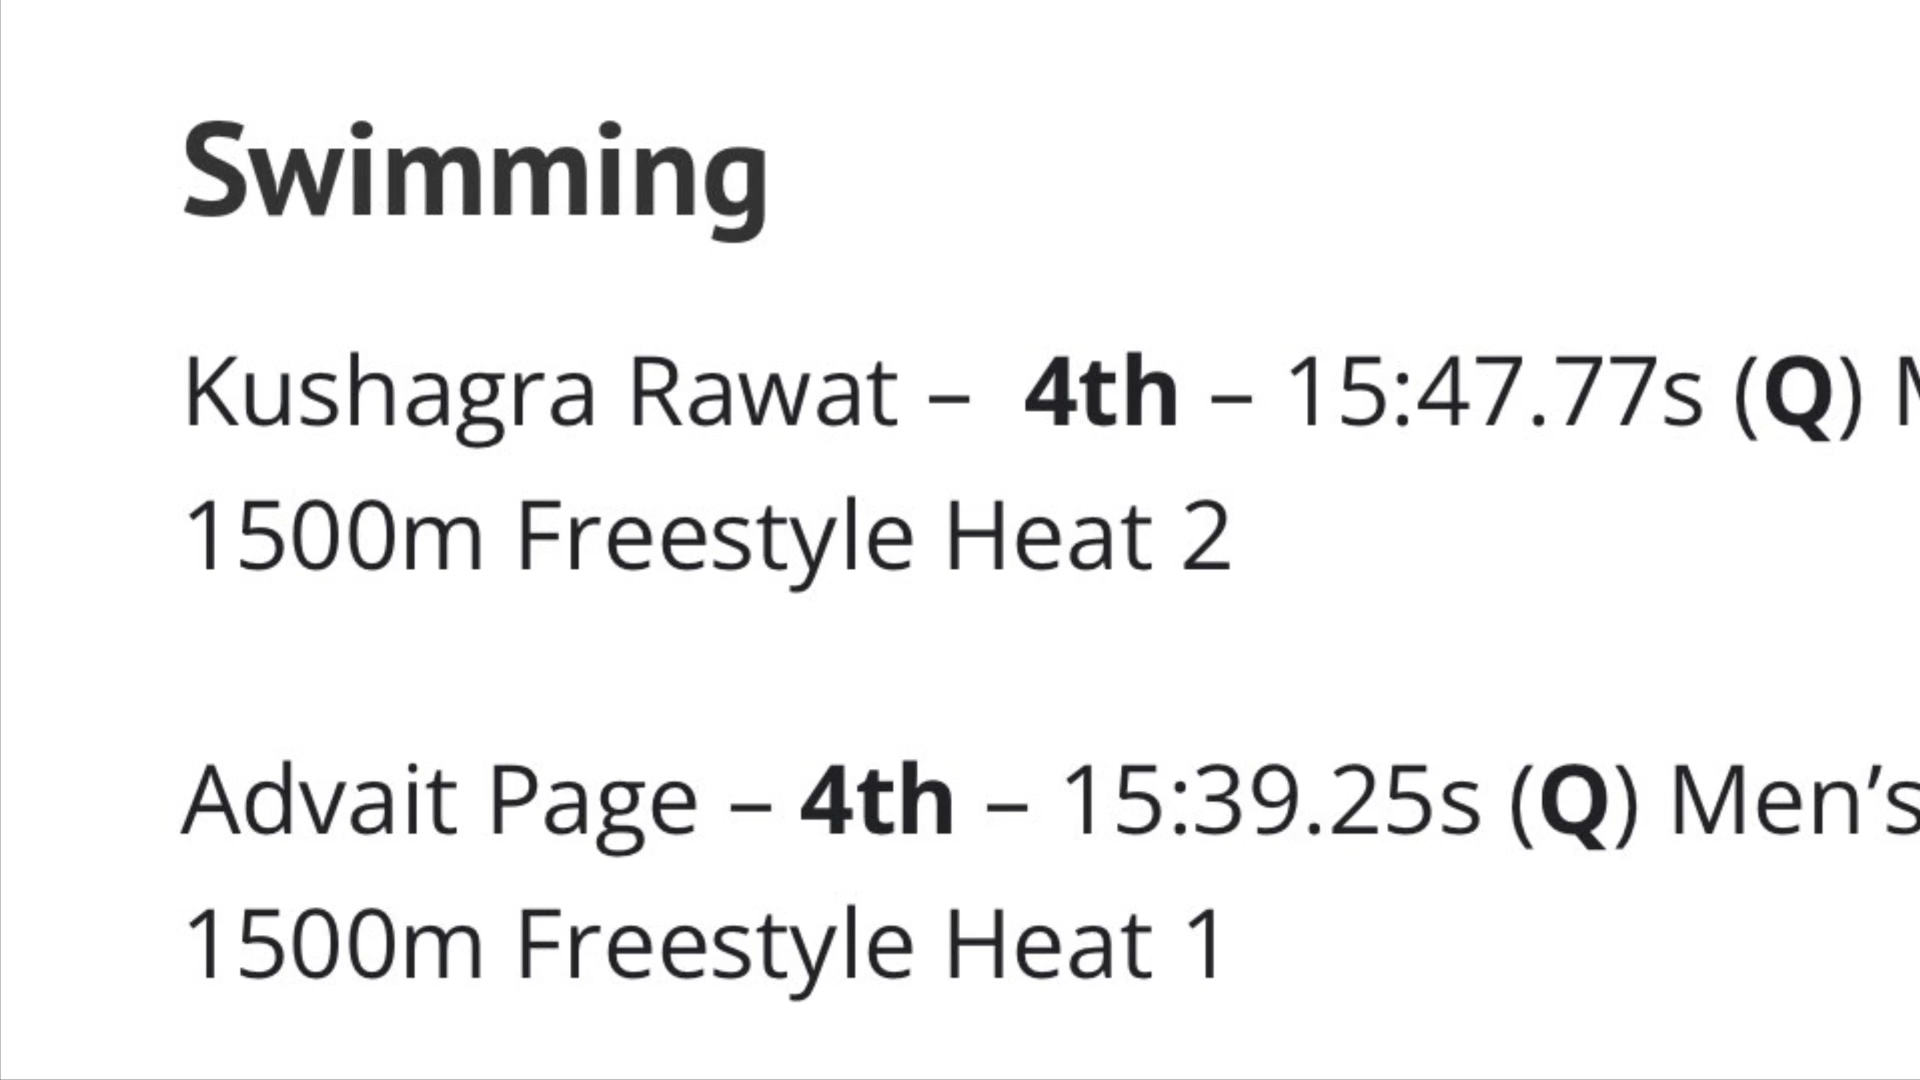 Swimming
Kushagra Rawat – 4th – 15:47.77s (Q)
1500m Freestyle Heat 2
Advait Page – 4th – 15:39.25s (Q) Men’s
1500m Freestyle Heat 1